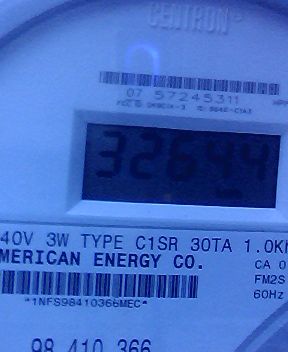 CENTRON
07 57245311
32644
40V 3W TYPE C1SR 30TA 1.0K
MERICAN ENERGY CO.
CA 0
FM2S
60Hz
*1NFS98410366MEC*
98 410 366